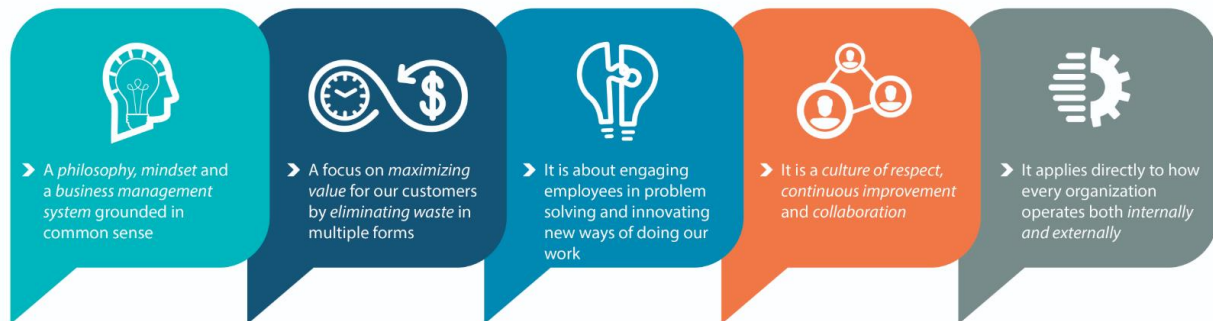 A philosophy, mindset and
a business management
system grounded in
common sense
A focus on maximizing
value for our customers
by eliminating waste in
multiple forms
It is about engaging
employees in problem
solving and innovating
new ways of doing our
work
It is a culture of respect,
continuous improvement
and collaboration
It applies directly to how
every organization
operates both internally
and externally